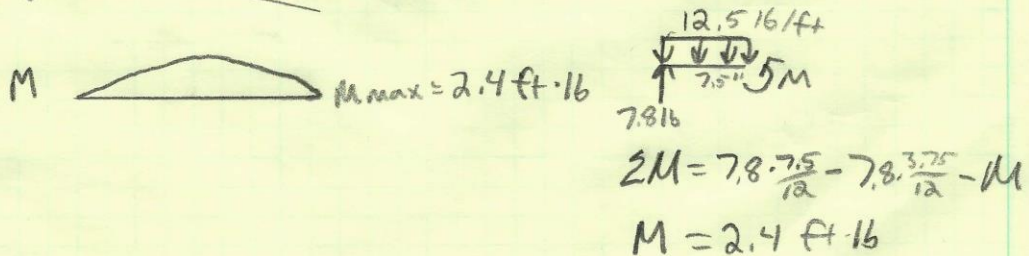 12.5 lb/ft
M
Mmax = 2.4 ft·lb
7.5"
M
7.8 lb
ΣM = 7.8·7.5/12 - 7.8·3.75/12 - M
M = 2.4 ft·lb